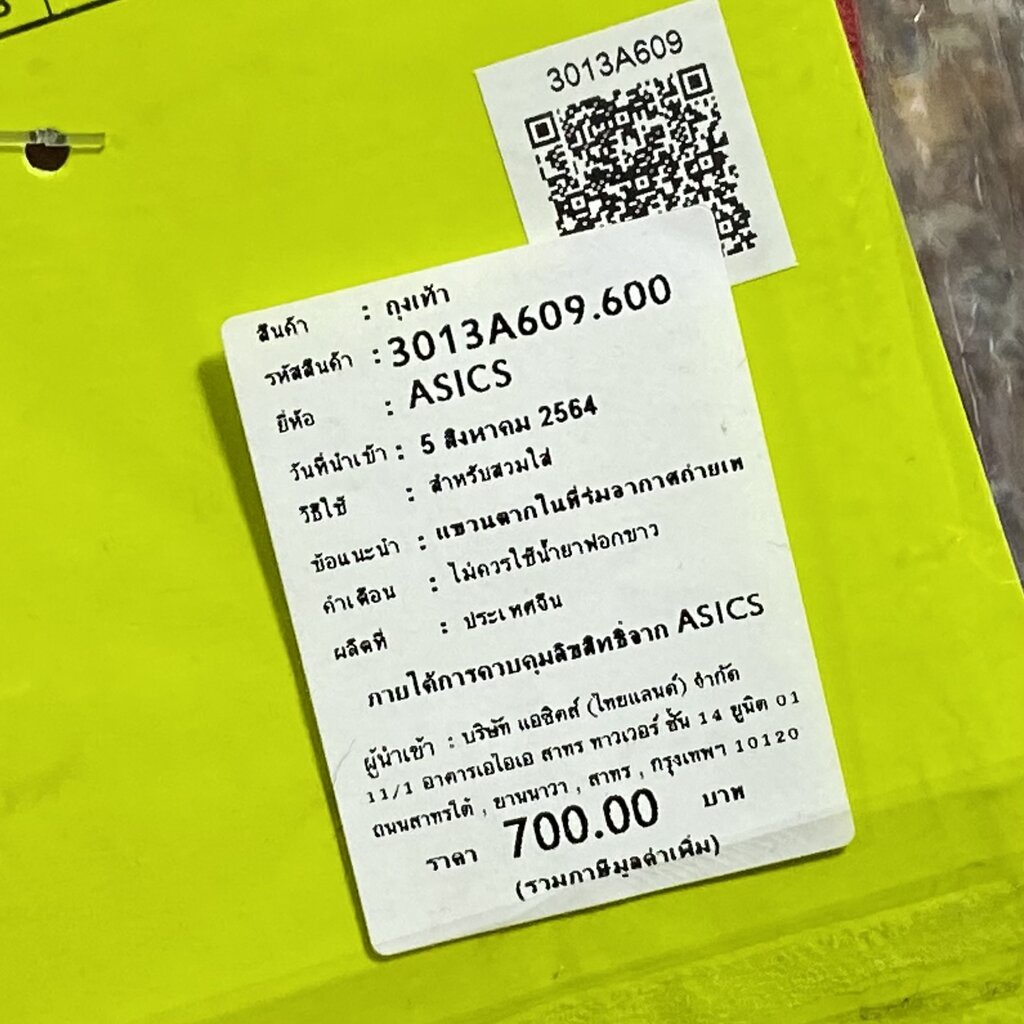 3013A609
สินค้า : ถุงเท้า
รหัสสินค้า : 3013A609.600
ยี่ห้อ : ASICS
วันที่นำเข้า : 5 สิงหาคม 2564
วิธีใช้ : สำหรับสวมใส่
ข้อแนะนำ : แขวนตากในที่ร่มอากาศถ่ายเท
คำเตือน : ไม่ควรใช้น้ำยาฟอกขาว
ผลิตที่ : ประเทศจีน
ภายใต้การควบคุมลิขสิทธิ์จาก ASICS
ผู้นำเข้า : บริษัท แอซิคส์ (ไทยแลนด์) จำกัด
11/1 อาคารเอไอเอ สาทร ทาวเวอร์ ชั้น 14 ยูนิต 01
ถนนสาทรใต้ , ยานนาวา , สาทร , กรุงเทพฯ 10120
ราคา 700.00 บาท
(รวมภาษีมูลค่าเพิ่ม)